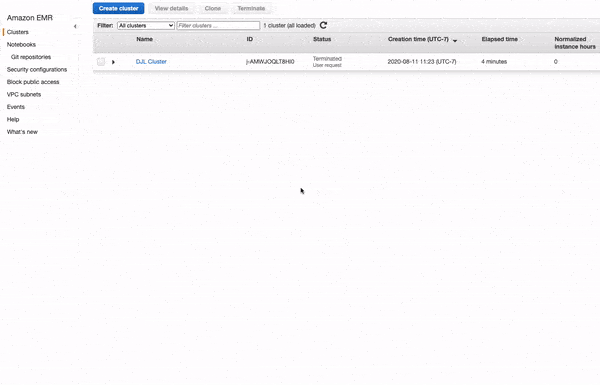 Amazon EMR
Clusters
Notebooks
Git repositories
Security configurations
Block public access
VPC subnets
Events
Help
What's new
Create cluster View details Clone Terminate
Filter: All clusters Filter clusters ... 1 cluster (all loaded)
Name ID Status Creation time (UTC-7) Elapsed time Normalized instance hours
DJL Cluster j-AMWJOQLT8HI0 Terminated 2020-08-11 11:23 (UTC-7) 4 minutes 0
User request